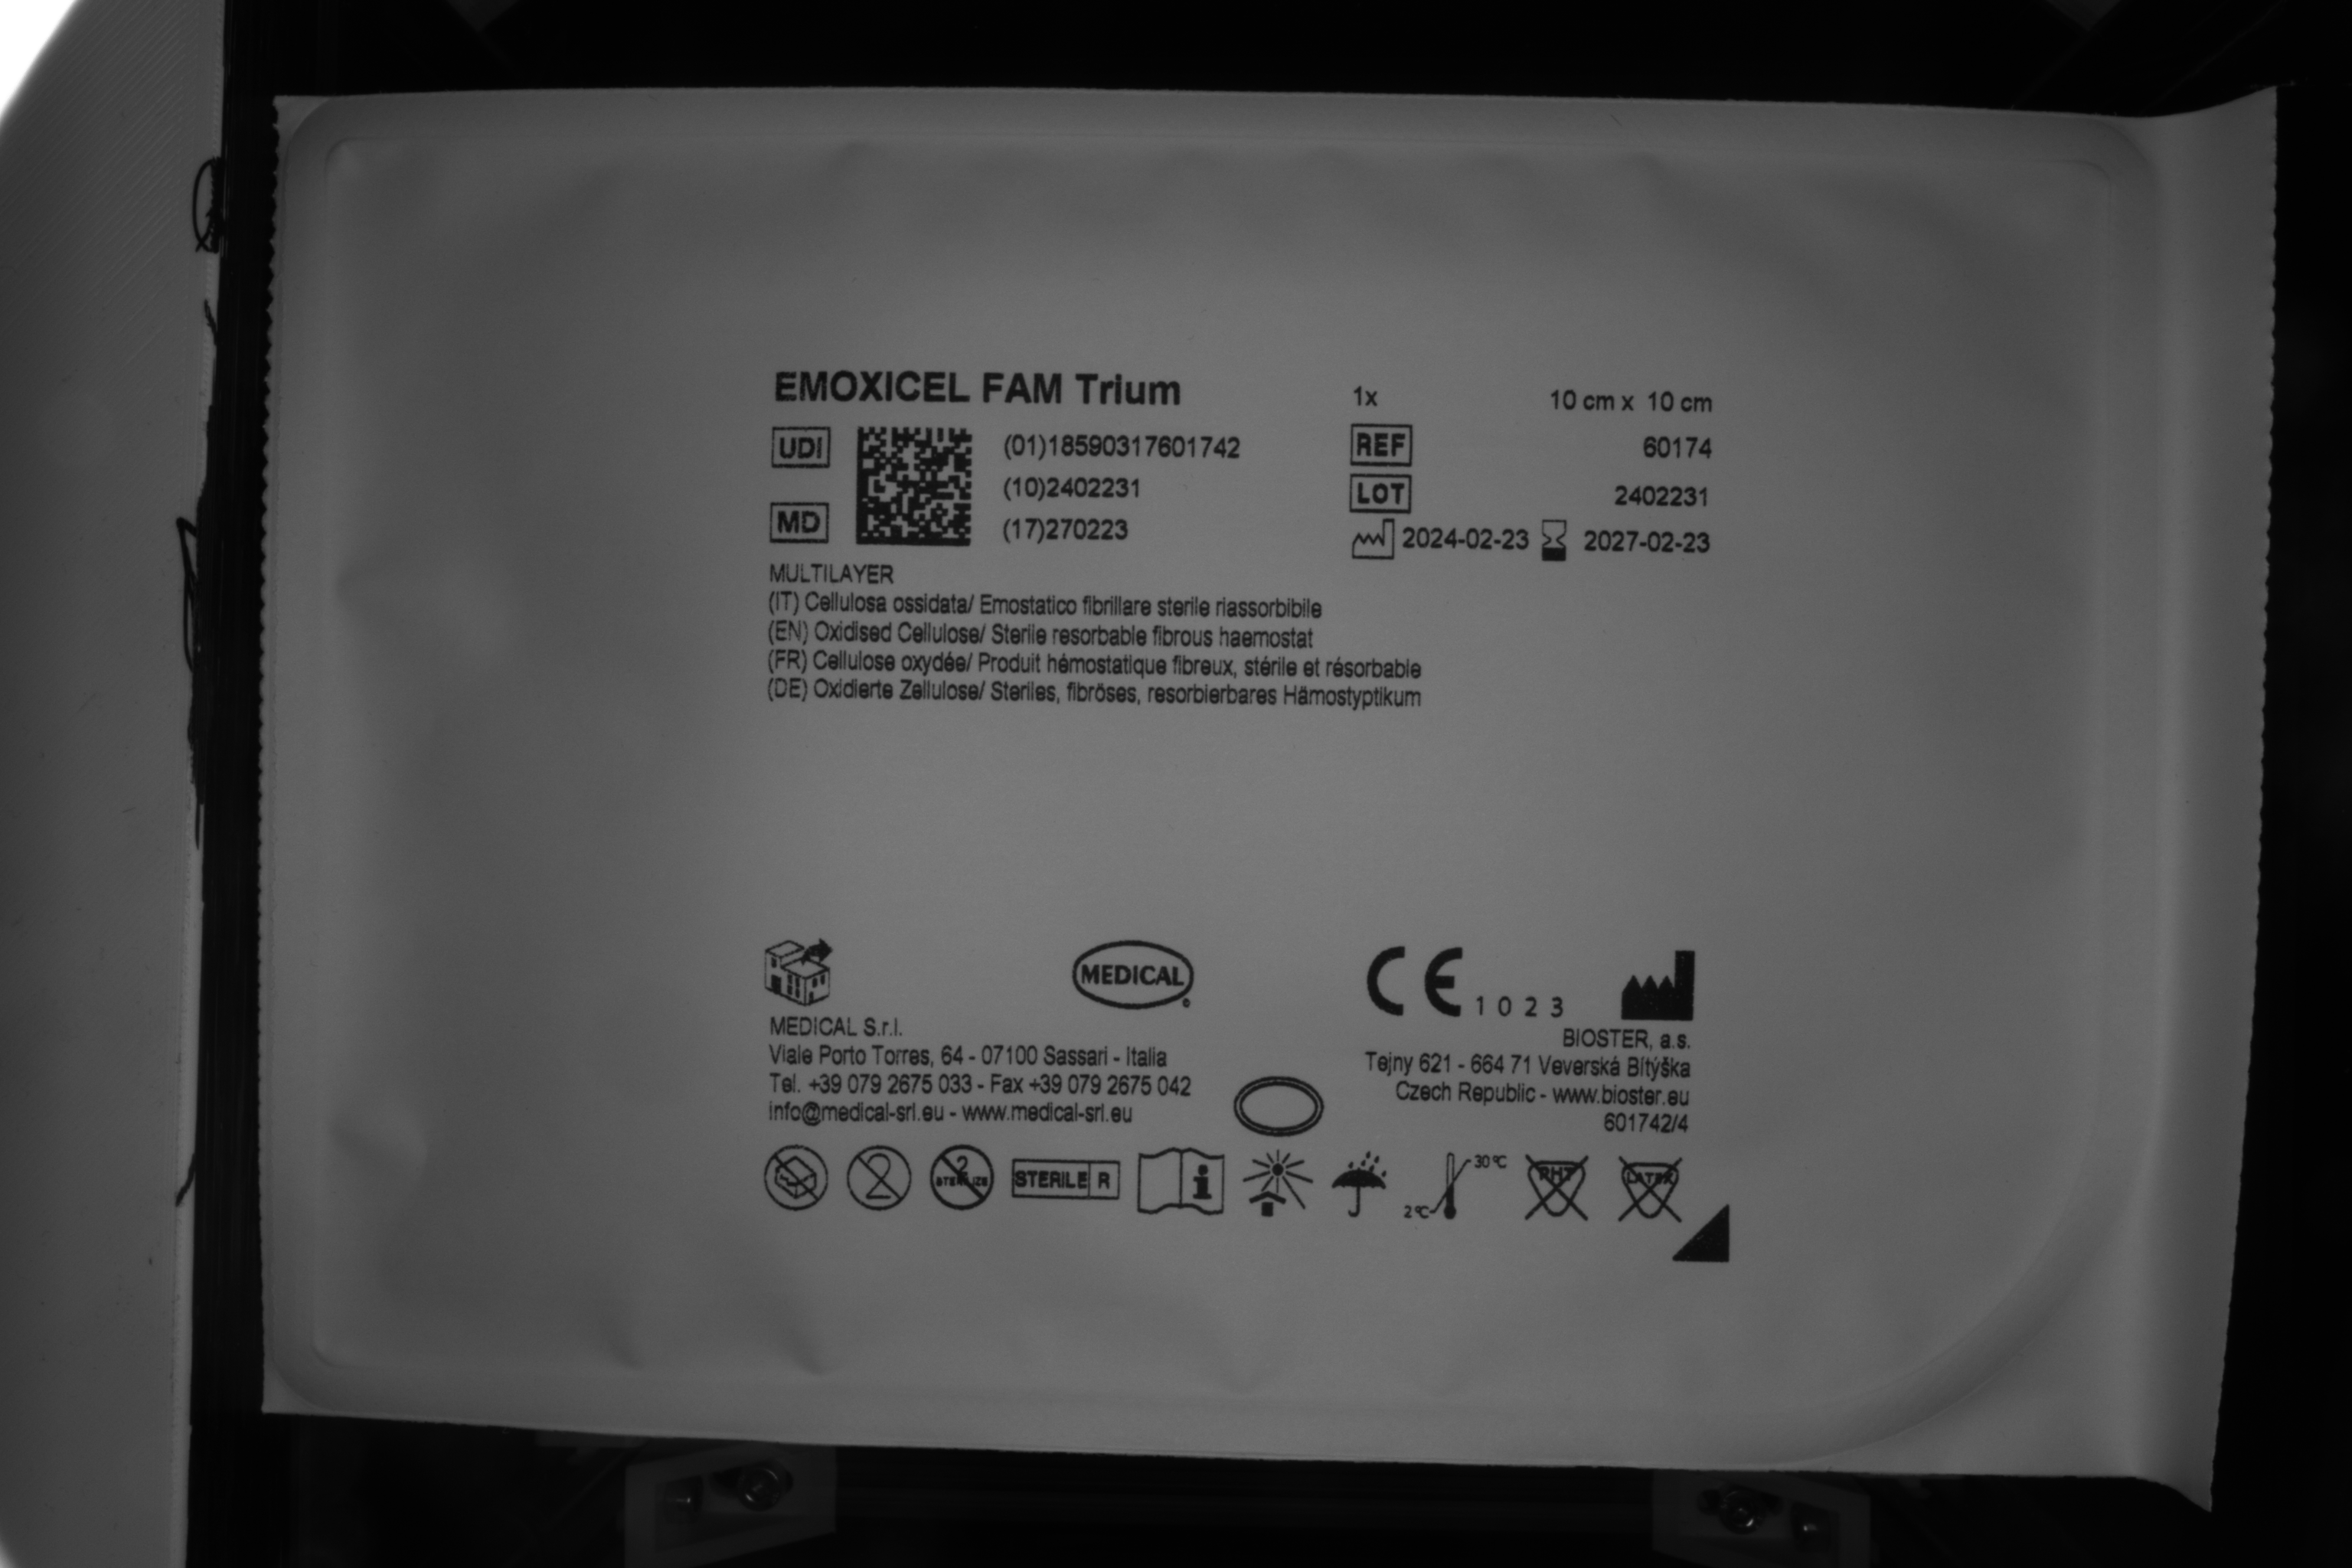 EMOXICEL FAM Trium
1x 10 cm x 10 cm
UDI
(01)18590317601742
REF 60174
(10)2402231
LOT 2402231
MD
(17)270223
2024-02-23 2027-02-23
MULTILAYER
(IT) Cellulosa ossidata/ Emostatico fibrillare sterile riassorbibile
(EN) Oxidised Cellulose/ Sterile resorbable fibrous haemostat
(FR) Cellulose oxydée/ Produit hémostatique fibreux, stérile et résorbable
(DE) Oxidierte Zellulose/ Steriles, fibröses, resorbierbares Hämostyptikum
MEDICAL
CE 1023
MEDICAL S.r.l.
Viale Porto Torres, 64 - 07100 Sassari - Italia
Tel. +39 079 2675 033 - Fax +39 079 2675 042
info@medical-srl.eu - www.medical-srl.eu
BIOSTER, a.s.
Tejny 621 - 664 71 Veverská Bítýška
Czech Republic - www.bioster.eu
601742/4
2
2 STERILIZE
STERILE R
i
30°C
2°C
PHT
LATEX